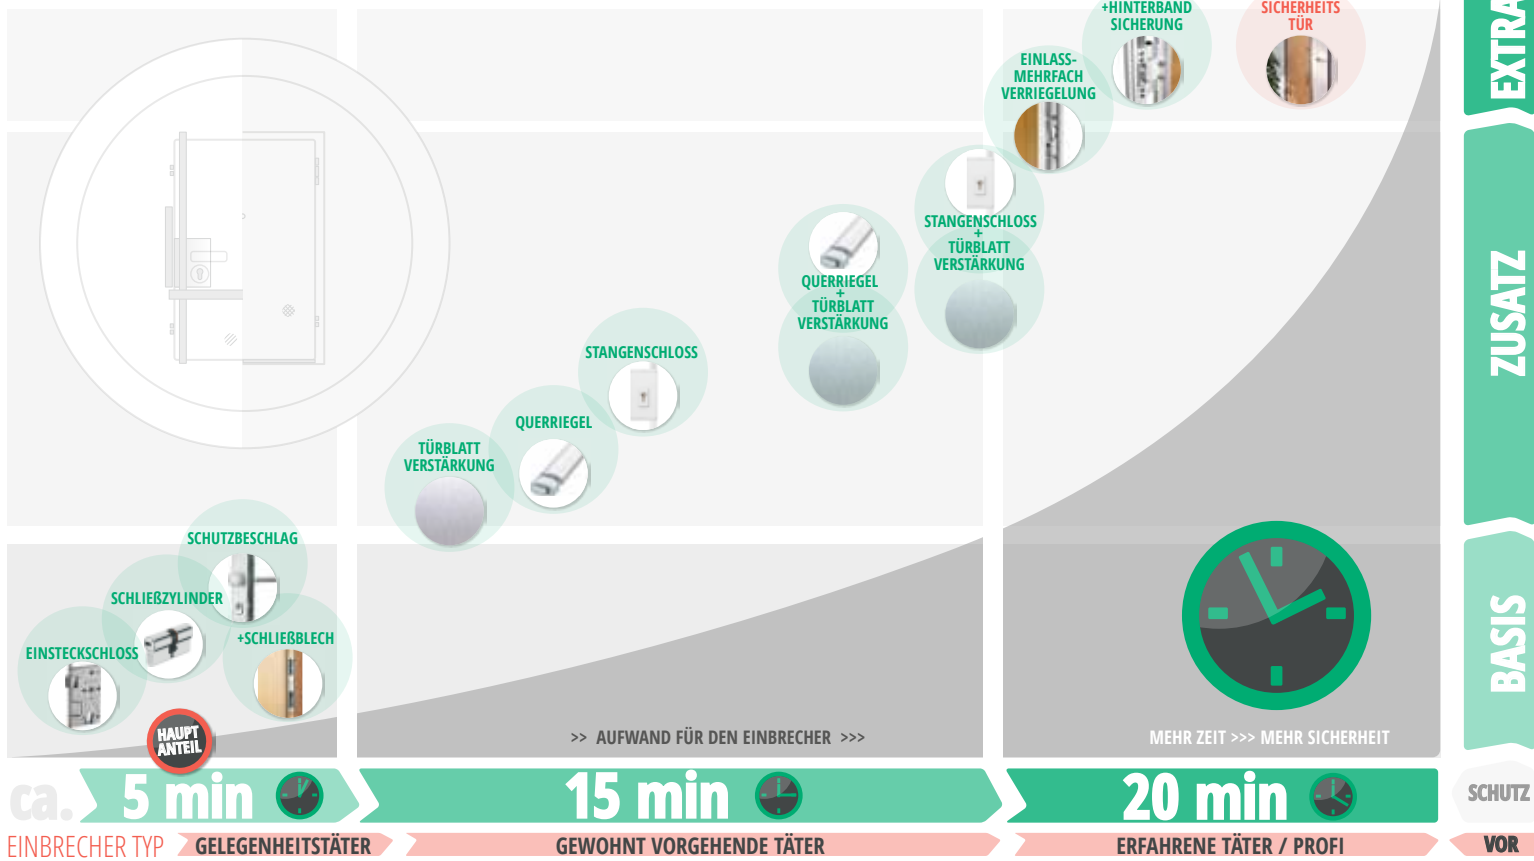 +HINTERBAND
SICHERUNG
SICHERHEITS
TÜR
EINLASS-
MEHRFACH
VERRIEGELUNG
STANGENSCHLOSS
+
TÜRBLATT
VERSTÄRKUNG
QUERRIEGEL
+
TÜRBLATT
VERSTÄRKUNG
STANGENSCHLOSS
QUERRIEGEL
TÜRBLATT
VERSTÄRKUNG
SCHUTZBESCHLAG
SCHLIEßZYLINDER
+SCHLIEßBLECH
EINSTECKSCHLOSS
HAUPT
ANTEIL
>> AUFWAND FÜR DEN EINBRECHER >>>
MEHR ZEIT >>> MEHR SICHERHEIT
EXTRA
ZUSATZ
BASIS
ca. 5 min 15 min 20 min
SCHUTZ
EINBRECHER TYP GELEGENHEITSTÄTER GEWOHNT VORGEHENDE TÄTER ERFAHRENE TÄTER / PROFI VOR